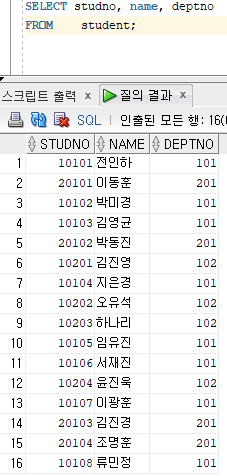 SELECT studno, name, deptno
FROM student;
스크립트 출력 × 질의 결과 ×
SQL | 인출된 모든 행: 16(
STUDNO NAME DEPTNO
1 10101 전인하 101
2 20101 이동훈 201
3 10102 박미경 101
4 10103 김영균 101
5 20102 박동진 201
6 10201 김진영 102
7 10104 지은경 101
8 10202 오유석 102
9 10203 하나리 102
10 10105 임유진 101
11 10106 서재진 101
12 10204 윤진욱 102
13 10107 이광훈 101
14 20103 김진경 201
15 20104 조명훈 201
16 10108 류민정 101